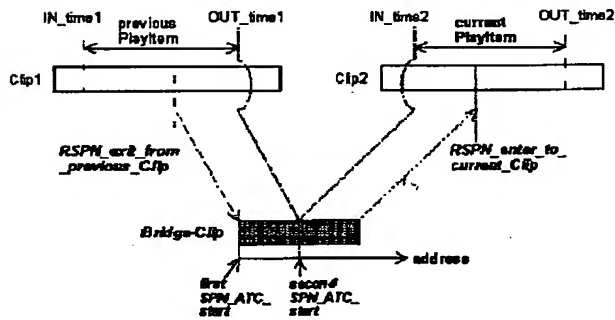 IN_time1
previous
PlayItem
OUT_time1
IN_time2
current
PlayItem
OUT_time2
Clip1
Clip2
RSPN_exit_from
_previous_Clip
RSPN_enter_to_
current_Clip
Bridge-Clip
address
first
SPN_ATC_
start
second
SPN_ATC_
start